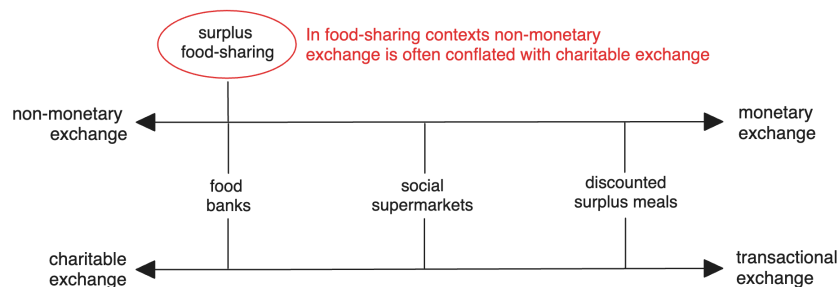 surplus
food-sharing
In food-sharing contexts non-monetary
exchange is often conflated with charitable exchange
non-monetary
exchange
monetary
exchange
food
banks
social
supermarkets
discounted
surplus meals
charitable
exchange
transactional
exchange